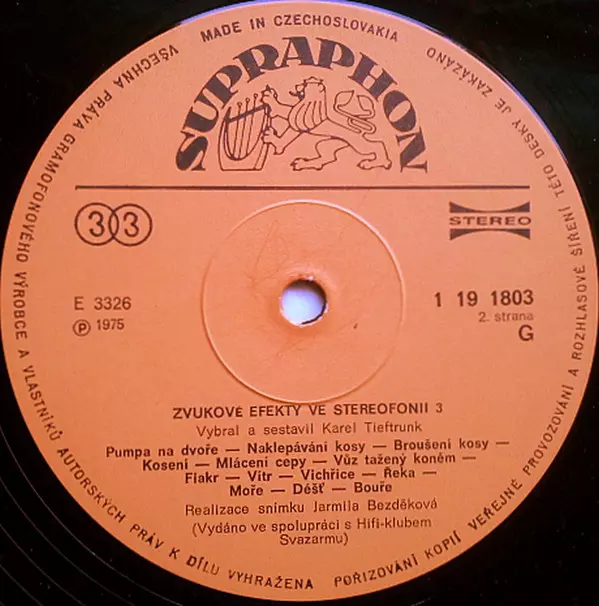 MADE IN CZECHOSLOVAKIA
VŠECHNA PRÁVA GRAMOFONOVÉHO VÝROBCE A VLASTNÍKŮ AUTORSKÝCH PRÁV K DÍLU VYHRAŽENA POŘIZOVÁNÍ KOPIÍ VEŘEJNÉ PROVOZOVÁNÍ A ROZHLASOVÉ ŠÍŘENÍ TÉTO DESKY JE ZAKÁZÁNO
SUPRAPHON
33
STEREO
E 3326
Ⓟ 1975
1 19 1803
2. strana
G
ZVUKOVÉ EFEKTY VE STEREOFONII 3
Vybral a sestavil Karel Tieftrunk
Pumpa na dvoře — Naklepávání kosy — Broušení kosy —
Kosení — Mlácení cepy — Vůz tažený koněm —
Fiakr — Vítr — Vichřice — Řeka —
Moře — Déšť — Bouře
Realizace snímku Jarmila Bezděková
(Vydáno ve spolupráci s Hifi-klubem
Svazarmu)